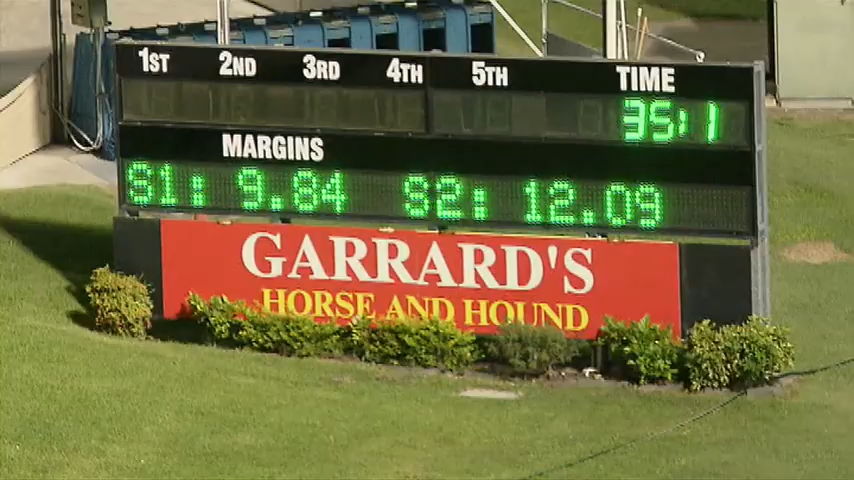 1ST 2ND 3RD 4TH 5TH TIME
35:1
MARGINS
S1: 9.84 S2: 12.09
GARRARD'S
HORSE AND HOUND